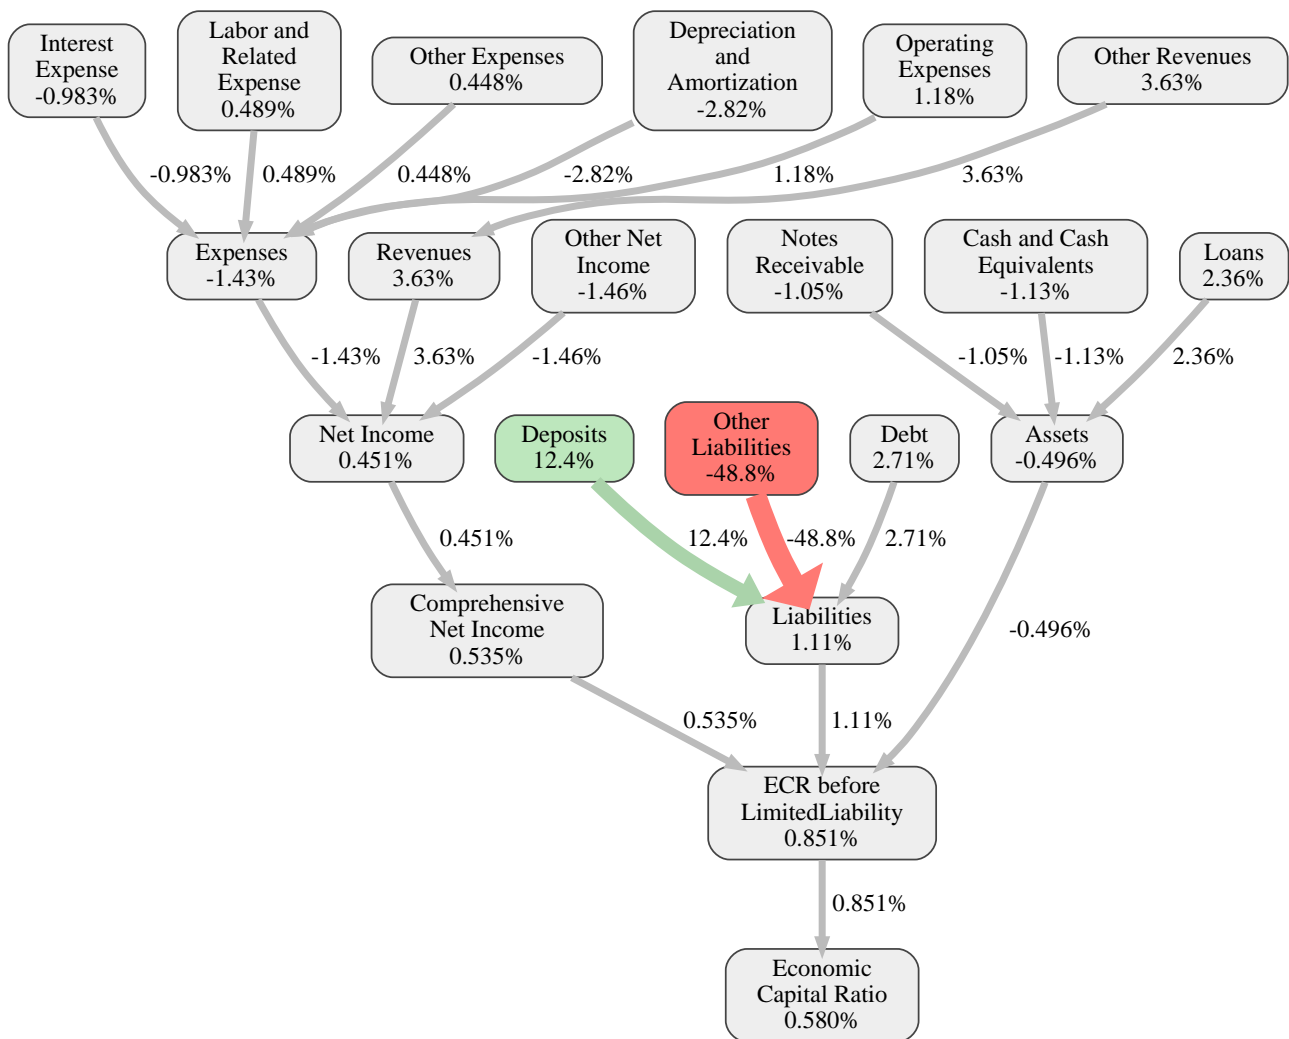 Interest
Expense
-0.983%
Labor and
Related
Expense
0.489%
Other Expenses
0.448%
Depreciation
and
Amortization
-2.82%
Operating
Expenses
1.18%
Other Revenues
3.63%
-0.983%
0.489%
0.448%
-2.82%
1.18%
3.63%
Expenses
-1.43%
Revenues
3.63%
Other Net
Income
-1.46%
Notes
Receivable
-1.05%
Cash and Cash
Equivalents
-1.13%
Loans
2.36%
-1.43%
3.63%
-1.46%
-1.05%
-1.13%
2.36%
Net Income
0.451%
Deposits
12.4%
Other
Liabilities
-48.8%
Debt
2.71%
Assets
-0.496%
0.451%
12.4%
-48.8%
2.71%
-0.496%
Comprehensive
Net Income
0.535%
Liabilities
1.11%
0.535%
1.11%
ECR before
LimitedLiability
0.851%
0.851%
Economic
Capital Ratio
0.580%